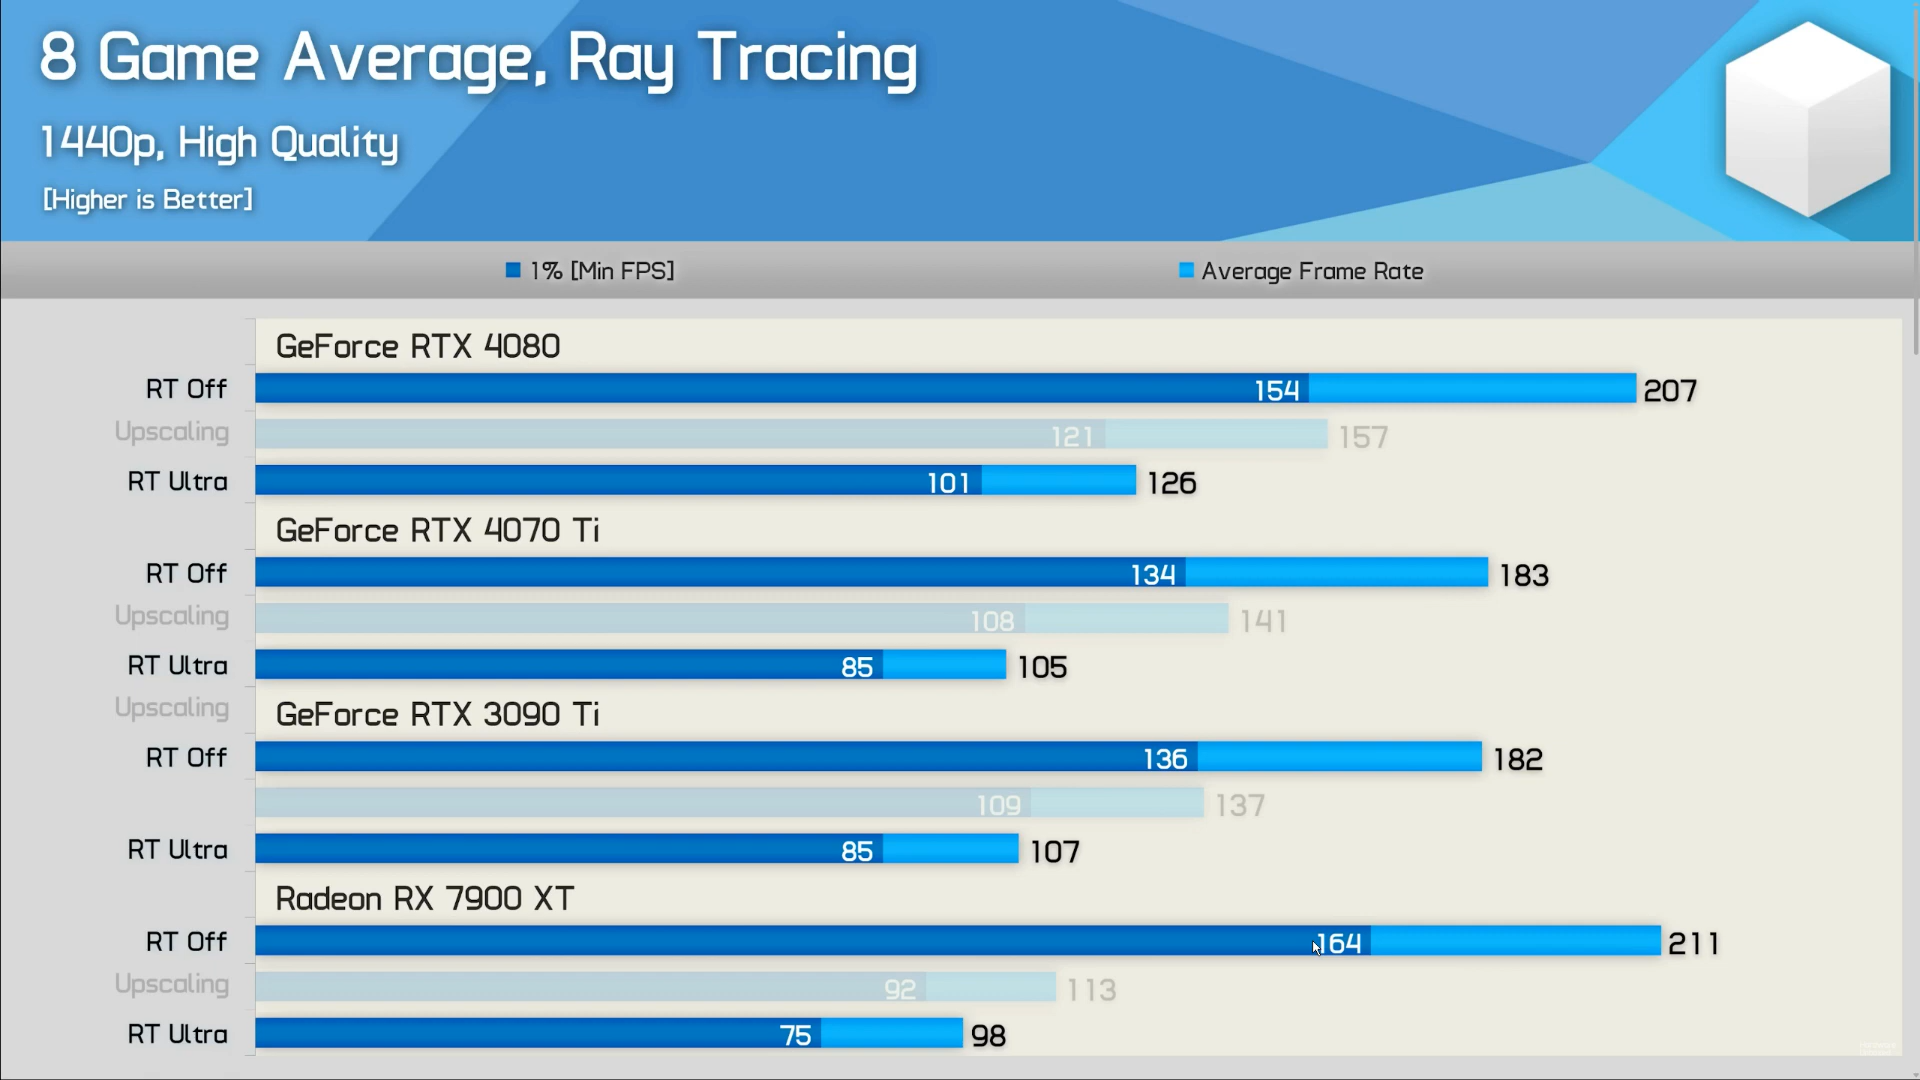 8 Game Average, Ray Tracing
1440p, High Quality
[Higher is Better]
1% [Min FPS] Average Frame Rate
GeForce RTX 4080
RT Off 154 207
Upscaling 121 157
RT Ultra 101 126
GeForce RTX 4070 Ti
RT Off 134 183
Upscaling 108 141
RT Ultra 85 105
Upscaling GeForce RTX 3090 Ti
RT Off 136 182
109 137
RT Ultra 85 107
Radeon RX 7900 XT
RT Off 164 211
Upscaling 92 113
RT Ultra 75 98